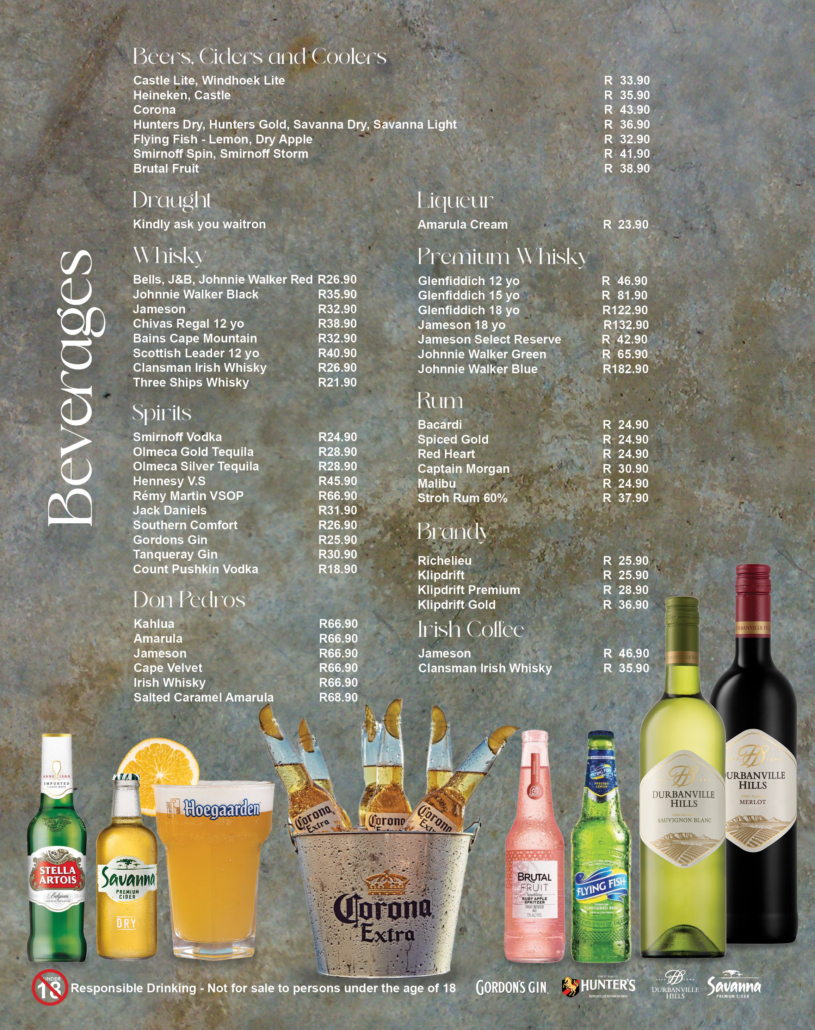 Beverages
Beers, Ciders and Coolers
Castle Lite, Windhoek Lite R 33.90
Heineken, Castle R 35.90
Corona R 43.90
Hunters Dry, Hunters Gold, Savanna Dry, Savanna Light R 36.90
Flying Fish - Lemon, Dry Apple R 32.90
Smirnoff Spin, Smirnoff Storm R 41.90
Brutal Fruit R 38.90
Draught
Kindly ask you waitron
Whisky
Bells, J&B, Johnnie Walker Red R26.90
Johnnie Walker Black R35.90
Jameson R32.90
Chivas Regal 12 yo R38.90
Bains Cape Mountain R32.90
Scottish Leader 12 yo R40.90
Clansman Irish Whisky R26.90
Three Ships Whisky R21.90
Spirits
Smirnoff Vodka R24.90
Olmeca Gold Tequila R28.90
Olmeca Silver Tequila R28.90
Hennesy V.S R45.90
Rémy Martin VSOP R66.90
Jack Daniels R31.90
Southern Comfort R26.90
Gordons Gin R25.90
Tanqueray Gin R30.90
Count Pushkin Vodka R18.90
Don Pedros
Kahlua R66.90
Amarula R66.90
Jameson R66.90
Cape Velvet R66.90
Irish Whisky R66.90
Salted Caramel Amarula R68.90
Liqueur
Amarula Cream R 23.90
Premium Whisky
Glenfiddich 12 yo R 46.90
Glenfiddich 15 yo R 81.90
Glenfiddich 18 yo R122.90
Jameson 18 yo R132.90
Jameson Select Reserve R 42.90
Johnnie Walker Green R 65.90
Johnnie Walker Blue R182.90
Rum
Bacardi R 24.90
Spiced Gold R 24.90
Red Heart R 24.90
Captain Morgan R 30.90
Malibu R 24.90
Stroh Rum 60% R 37.90
Brandy
Richelieu R 25.90
Klipdrift R 25.90
Klipdrift Premium R 28.90
Klipdrift Gold R 36.90
Irish Coffee
Jameson R 46.90
Clansman Irish Whisky R 35.90
IMPORTED
STELLA
ARTOIS
Savanna
PREMIUM
CIDER
DRY
Hoegaarden
Corona
Extra
Corona
Extra
Corona
Extra
Corona
Extra
BRUTAL
FRUIT
RUBY APPLE
SPRITZER
FLYING FISH
DURBANVILLE
HILLS
SAUVIGNON BLANC
DURBANVILLE
HILLS
MERLOT
UNDER
18
Responsible Drinking - Not for sale to persons under the age of 18
GORDON'S GIN
HUNTER'S
DURBANVILLE
HILLS
Savanna
PREMIUM CIDER